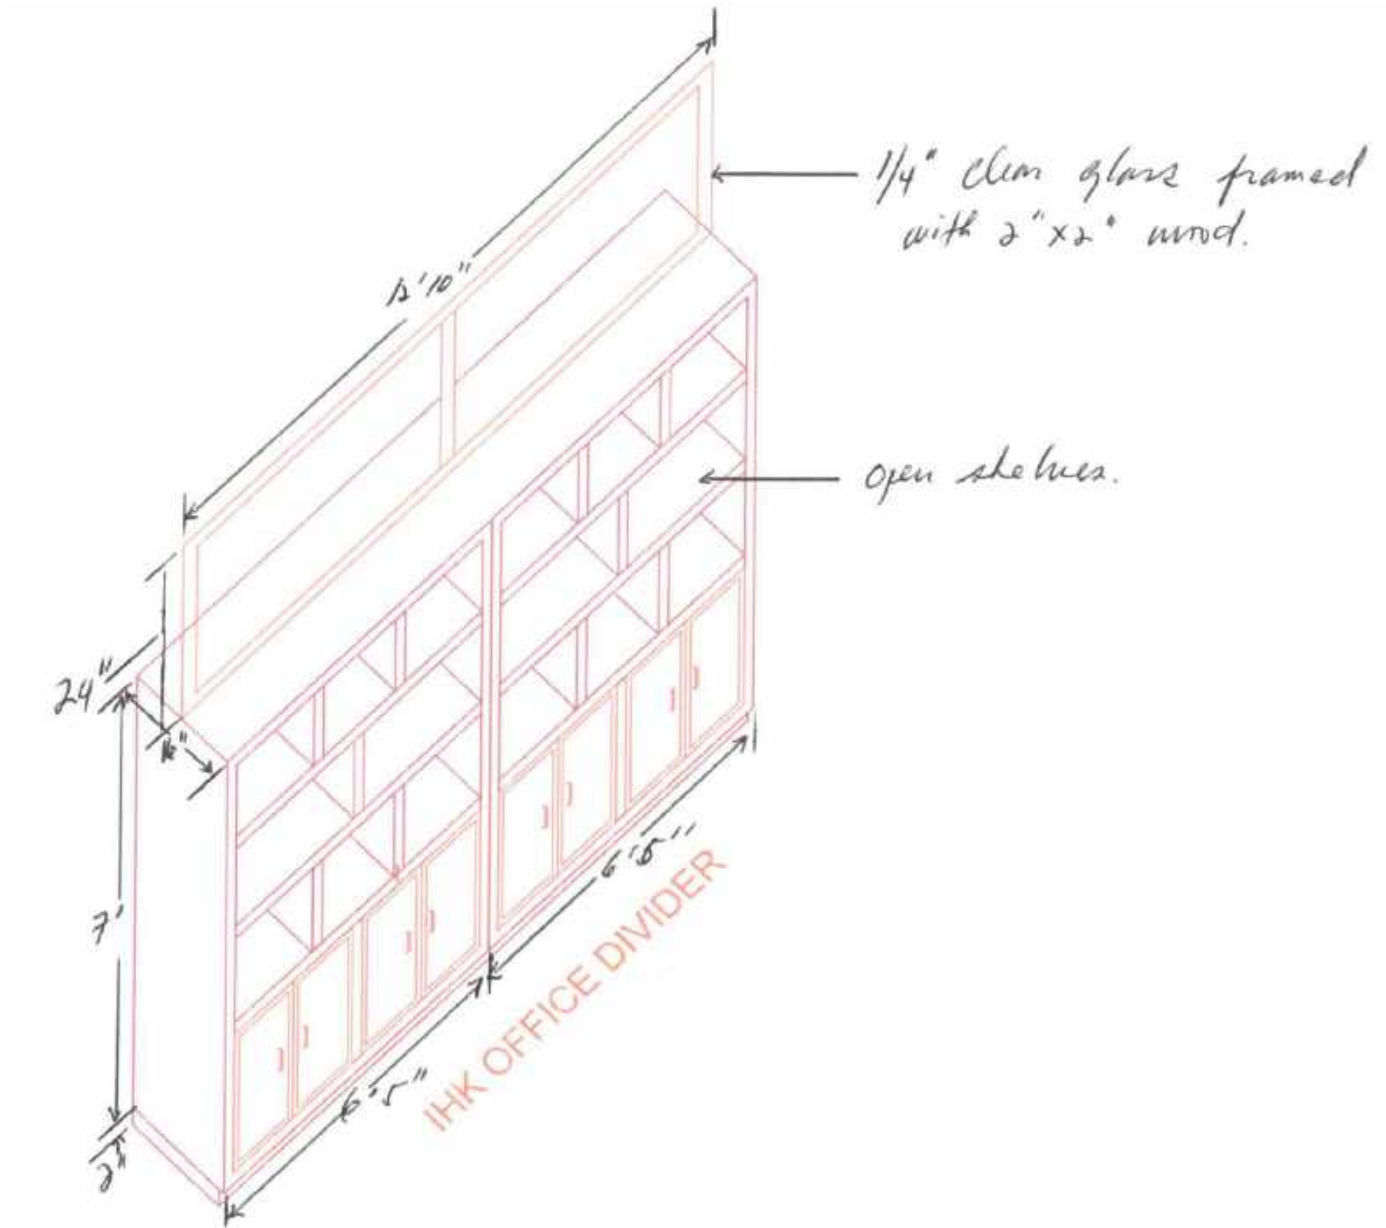 12'10"
1/4" clear glass framed
with 2"x2" wood.
open shelves.
24"
7'
6'5"
6'5"
2"
IHK OFFICE DIVIDER